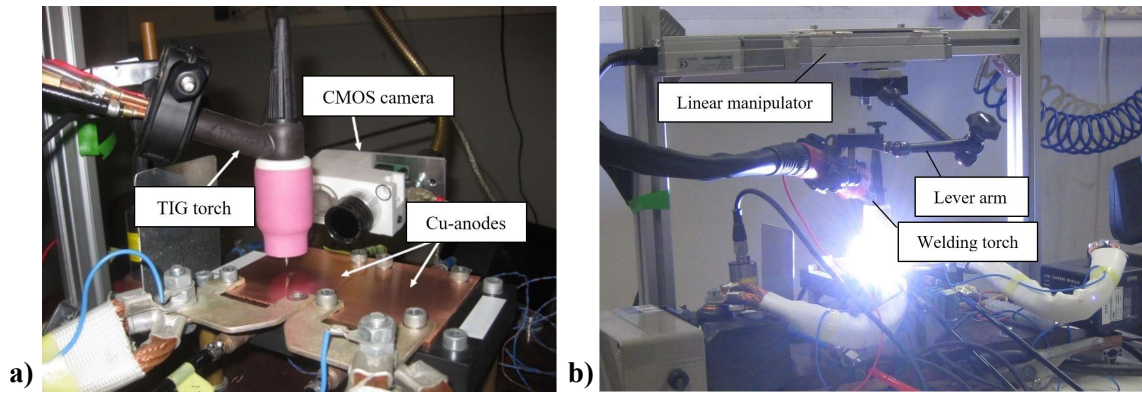 CMOS camera
TIG torch
Cu-anodes
a)
Linear manipulator
Lever arm
Welding torch
b)